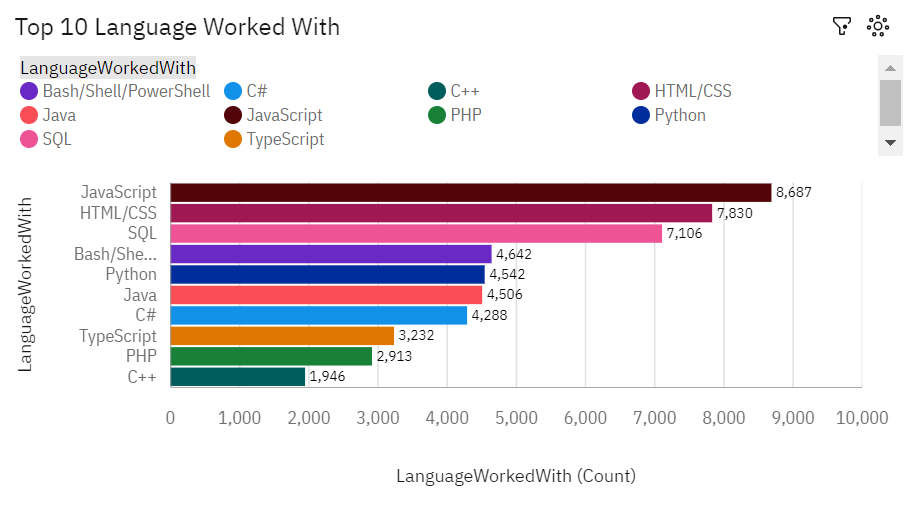 Top 10 Language Worked With
LanguageWorkedWith
Bash/Shell/PowerShell C# C++ HTML/CSS
Java JavaScript PHP Python
SQL TypeScript
LanguageWorkedWith
JavaScript 8,687
HTML/CSS 7,830
SQL 7,106
Bash/She... 4,642
Python 4,542
Java 4,506
C# 4,288
TypeScript 3,232
PHP 2,913
C++ 1,946
0 1,000 2,000 3,000 4,000 5,000 6,000 7,000 8,000 9,000 10,000
LanguageWorkedWith (Count)